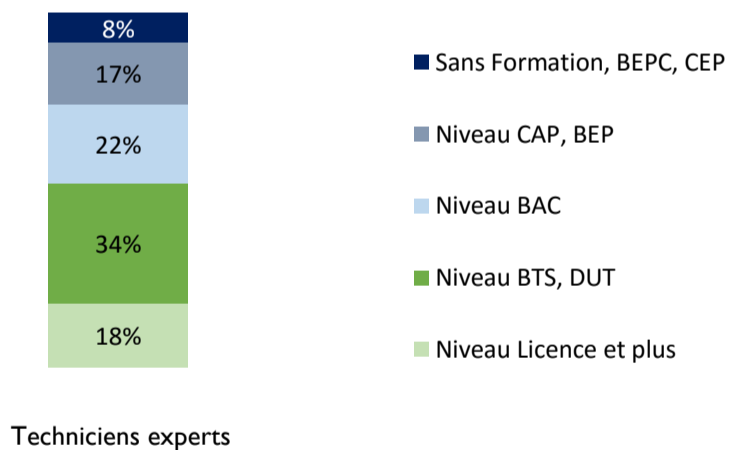 8%
17%
22%
34%
18%
Sans Formation, BEPC, CEP
Niveau CAP, BEP
Niveau BAC
Niveau BTS, DUT
Niveau Licence et plus
Techniciens experts